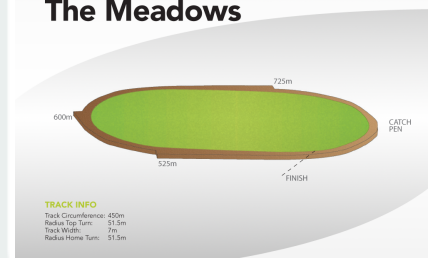 The Meadows
725m
600m
CATCH
PEN
525m
FINISH
TRACK INFO
Track Circumference: 450m
Radius Top Turn: 51.5m
Track Width: 7m
Radius Home Turn: 51.5m